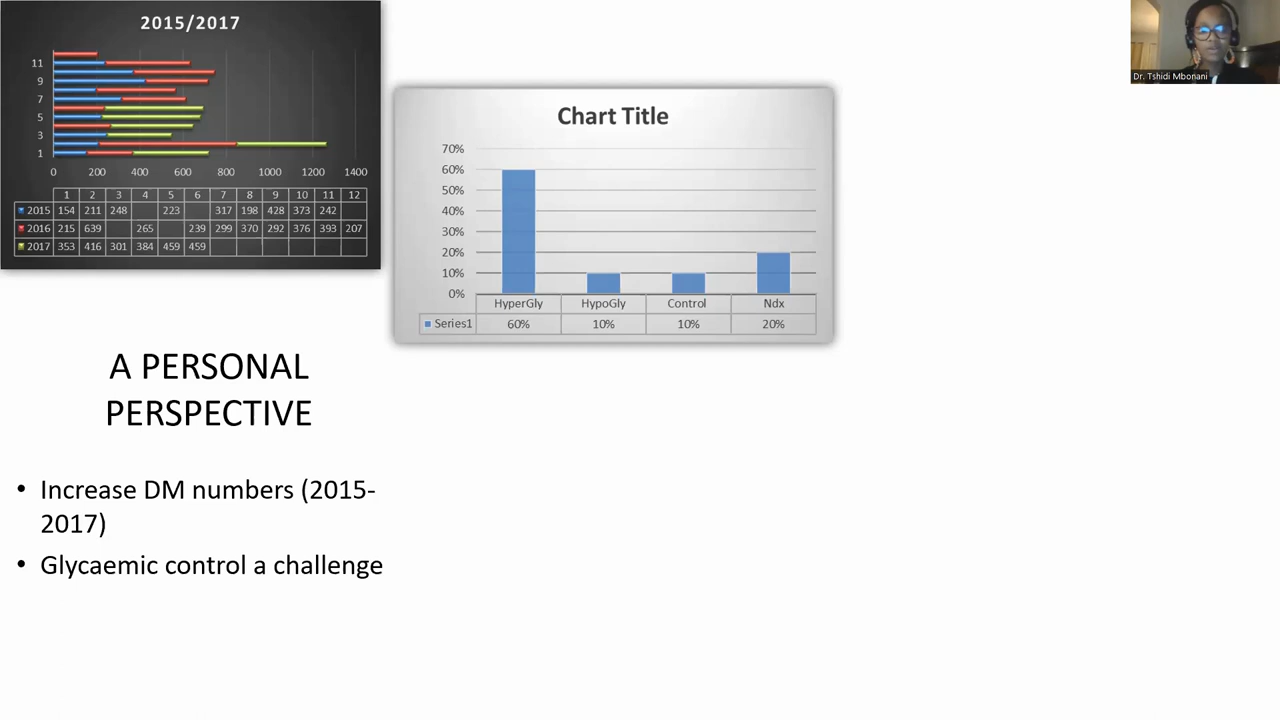 2015/2017
11
9
7
5
3
1
0 200 400 600 800 1000 1200 1400
1 2 3 4 5 6 7 8 9 10 11 12
2015 154 211 248 223 317 198 428 373 242
2016 215 639 265 239 299 370 292 376 393 207
2017 353 416 301 384 459 459
Chart Title
70%
60%
50%
40%
30%
20%
10%
0%
HyperGly HypoGly Control Ndx
Series1 60% 10% 10% 20%
Dr. Tshidi Mbonani
A PERSONAL
PERSPECTIVE
• Increase DM numbers (2015-
2017)
• Glycaemic control a challenge